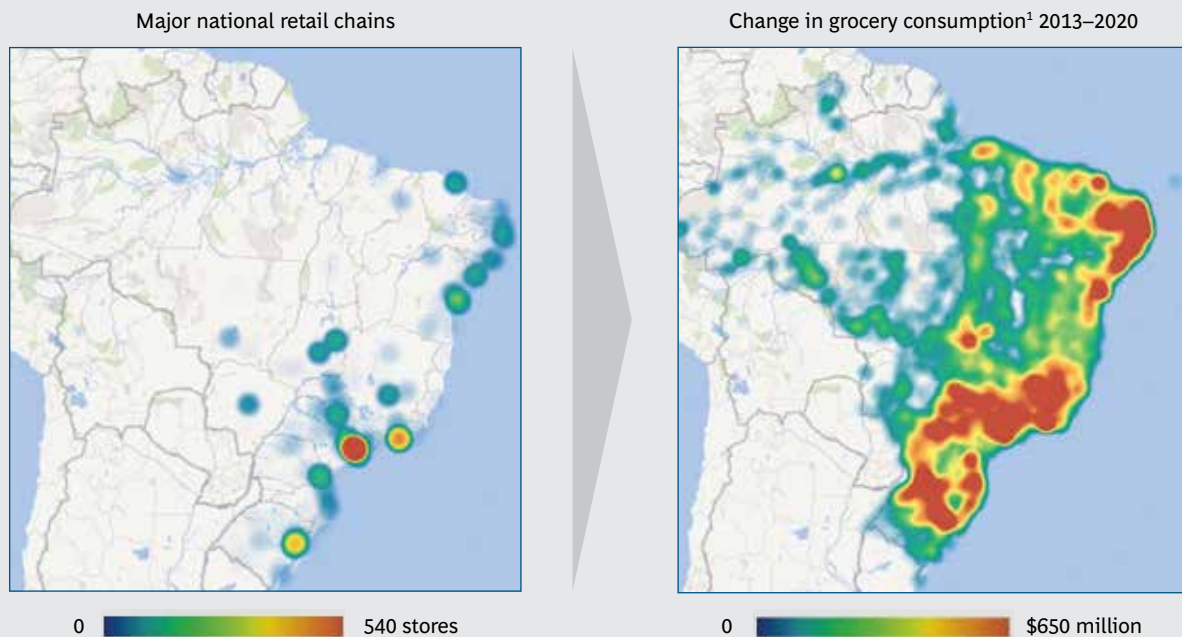 Major national retail chains
Change in grocery consumption¹ 2013–2020
0
540 stores
0
$650 million